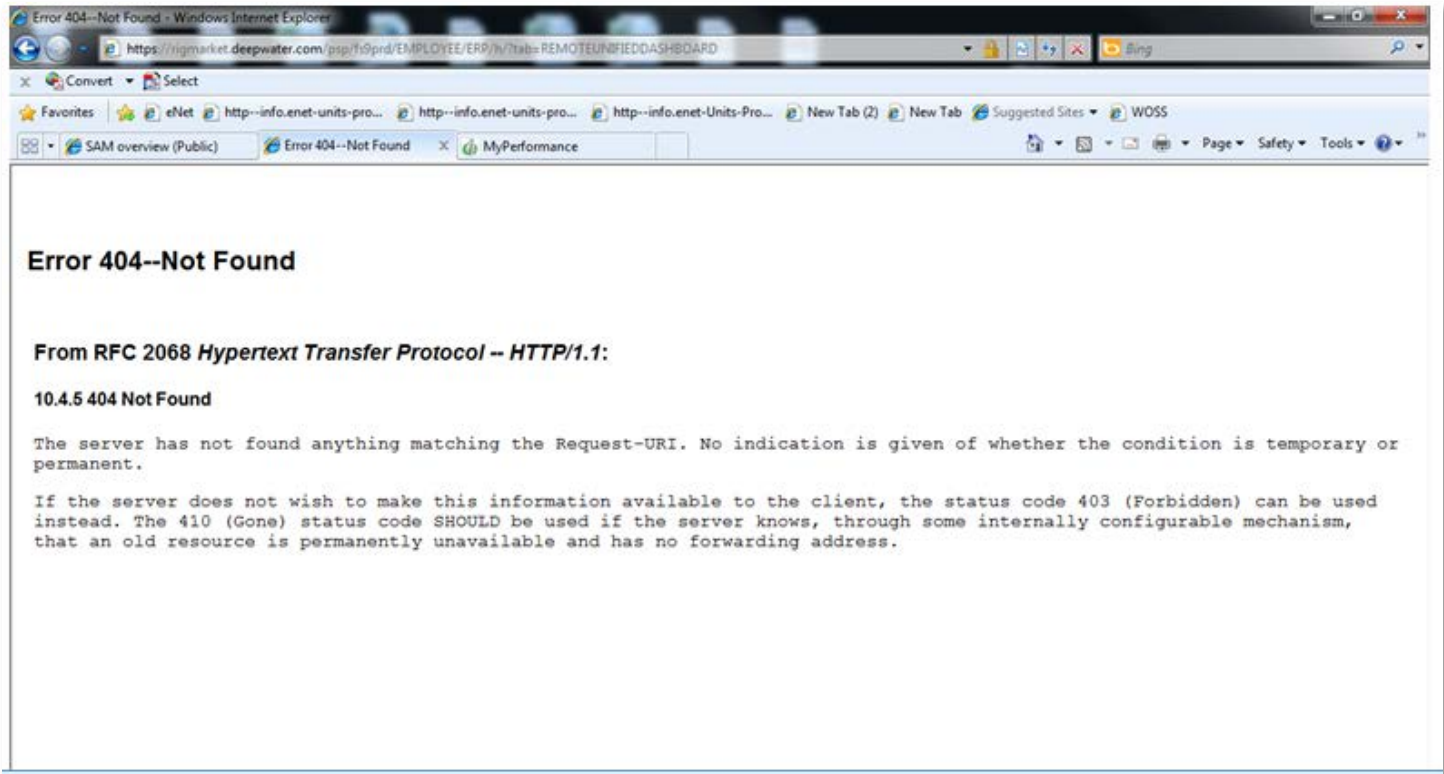 Error 404--Not Found - Windows Internet Explorer
https://rigmarket.deepwater.com/psp/fs9prd/EMPLOYEE/ERP/h/?tab=REMOTEUNIFIEDDASHBOARD
Bing
x Convert Select
Favorites eNet http--info.enet-units-pro... http--info.enet-units-pro... http--info.enet-Units-Pro... New Tab (2) New Tab Suggested Sites WOSS
SAM overview (Public) Error 404--Not Found X MyPerformance Page Safety Tools
Error 404--Not Found
From RFC 2068 Hypertext Transfer Protocol -- HTTP/1.1:
10.4.5 404 Not Found
The server has not found anything matching the Request-URI. No indication is given of whether the condition is temporary or
permanent.
If the server does not wish to make this information available to the client, the status code 403 (Forbidden) can be used
instead. The 410 (Gone) status code SHOULD be used if the server knows, through some internally configurable mechanism,
that an old resource is permanently unavailable and has no forwarding address.